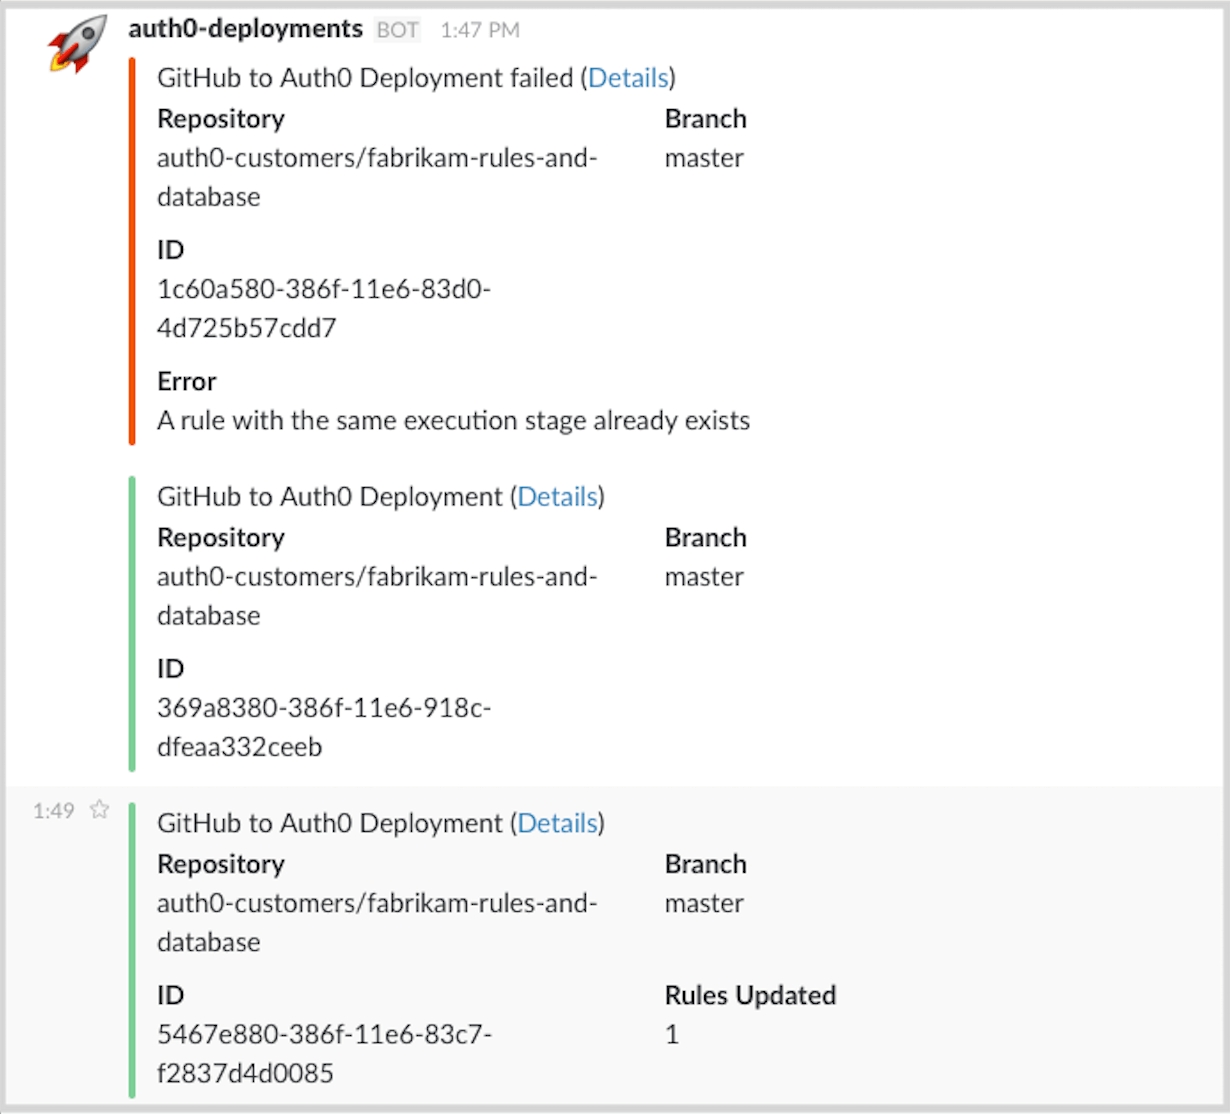 auth0-deployments BOT 1:47 PM
GitHub to Auth0 Deployment failed (Details)
Repository Branch
auth0-customers/fabrikam-rules-and- master
database
ID
1c60a580-386f-11e6-83d0-
4d725b57cdd7
Error
A rule with the same execution stage already exists
GitHub to Auth0 Deployment (Details)
Repository Branch
auth0-customers/fabrikam-rules-and- master
database
ID
369a8380-386f-11e6-918c-
dfeaa332ceeb
1:49 GitHub to Auth0 Deployment (Details)
Repository Branch
auth0-customers/fabrikam-rules-and- master
database
ID Rules Updated
5467e880-386f-11e6-83c7- 1
f2837d4d0085